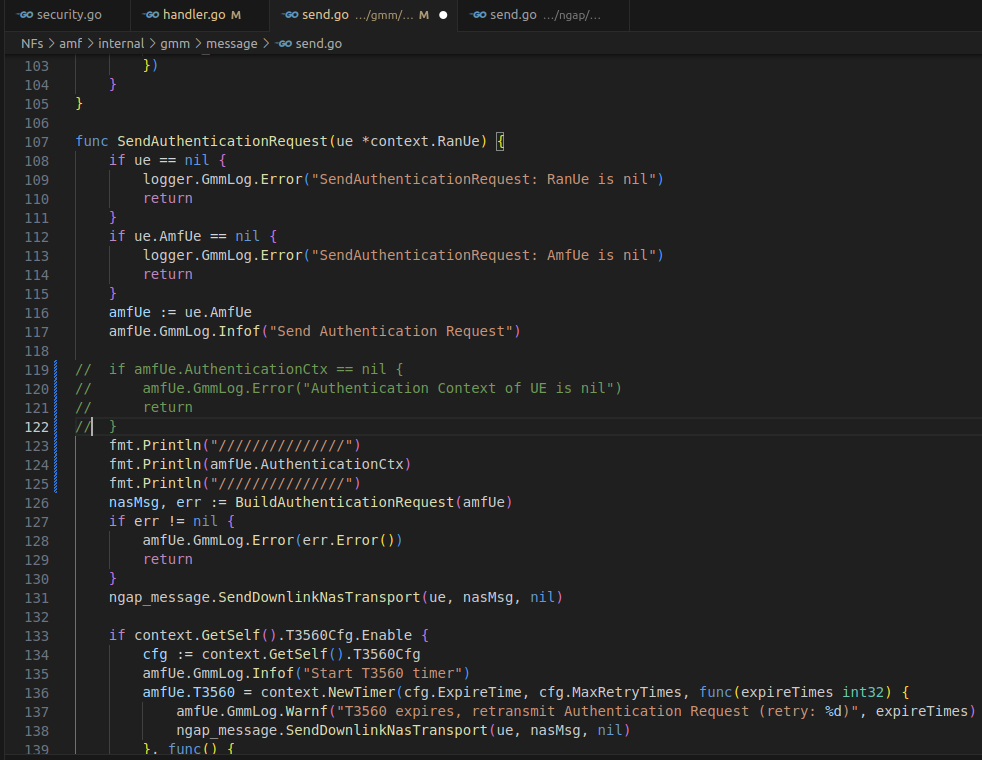 GO security.go GO handler.go M GO send.go .../gmm/... M ● GO send.go .../ngap/...
NFs > amf > internal > gmm > message > GO send.go
103 })
104 }
105 }
106
107 func SendAuthenticationRequest(ue *context.RanUe) {
108 if ue == nil {
109 logger.GmmLog.Error("SendAuthenticationRequest: RanUe is nil")
110 return
111 }
112 if ue.AmfUe == nil {
113 logger.GmmLog.Error("SendAuthenticationRequest: AmfUe is nil")
114 return
115 }
116 amfUe := ue.AmfUe
117 amfUe.GmmLog.Infof("Send Authentication Request")
118
119 // if amfUe.AuthenticationCtx == nil {
120 // amfUe.GmmLog.Error("Authentication Context of UE is nil")
121 // return
122 // }
123 fmt.Println("///////////////")
124 fmt.Println(amfUe.AuthenticationCtx)
125 fmt.Println("///////////////")
126 nasMsg, err := BuildAuthenticationRequest(amfUe)
127 if err != nil {
128 amfUe.GmmLog.Error(err.Error())
129 return
130 }
131 ngap_message.SendDownlinkNasTransport(ue, nasMsg, nil)
132
133 if context.GetSelf().T3560Cfg.Enable {
134 cfg := context.GetSelf().T3560Cfg
135 amfUe.GmmLog.Infof("Start T3560 timer")
136 amfUe.T3560 = context.NewTimer(cfg.ExpireTime, cfg.MaxRetryTimes, func(expireTimes int32) {
137 amfUe.GmmLog.Warnf("T3560 expires, retransmit Authentication Request (retry: %d)", expireTimes)
138 ngap_message.SendDownlinkNasTransport(ue, nasMsg, nil)
139 }, func() {